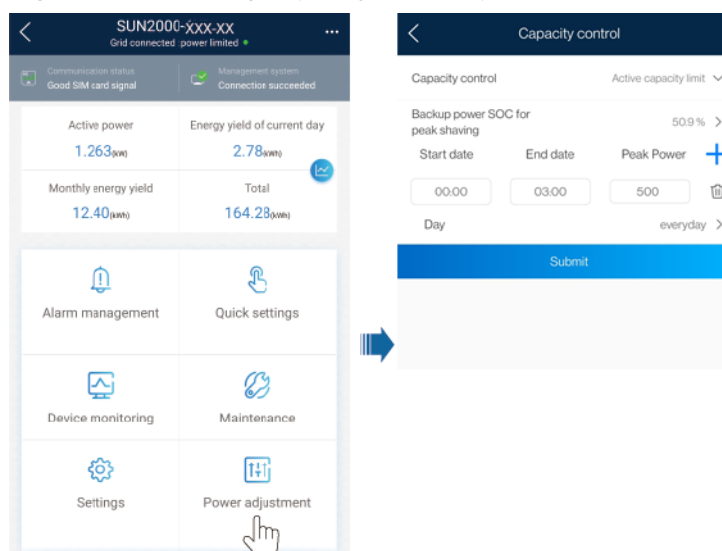 SUN2000-XXX-XX
Grid connected :power limited
Communication status
Good SIM card signal
Management system
Connection succeeded
Active power
1.263(kW)
Energy yield of current day
2.78(kWh)
Monthly energy yield
12.40(kWh)
Total
164.28(kWh)
Alarm management
Quick settings
Device monitoring
Maintenance
Settings
Power adjustment
Capacity control
Capacity control
Active capacity limit
Backup power SOC for
peak shaving
50.9 %
Start date End date Peak Power
00:00 03:00 500
Day
everyday
Submit